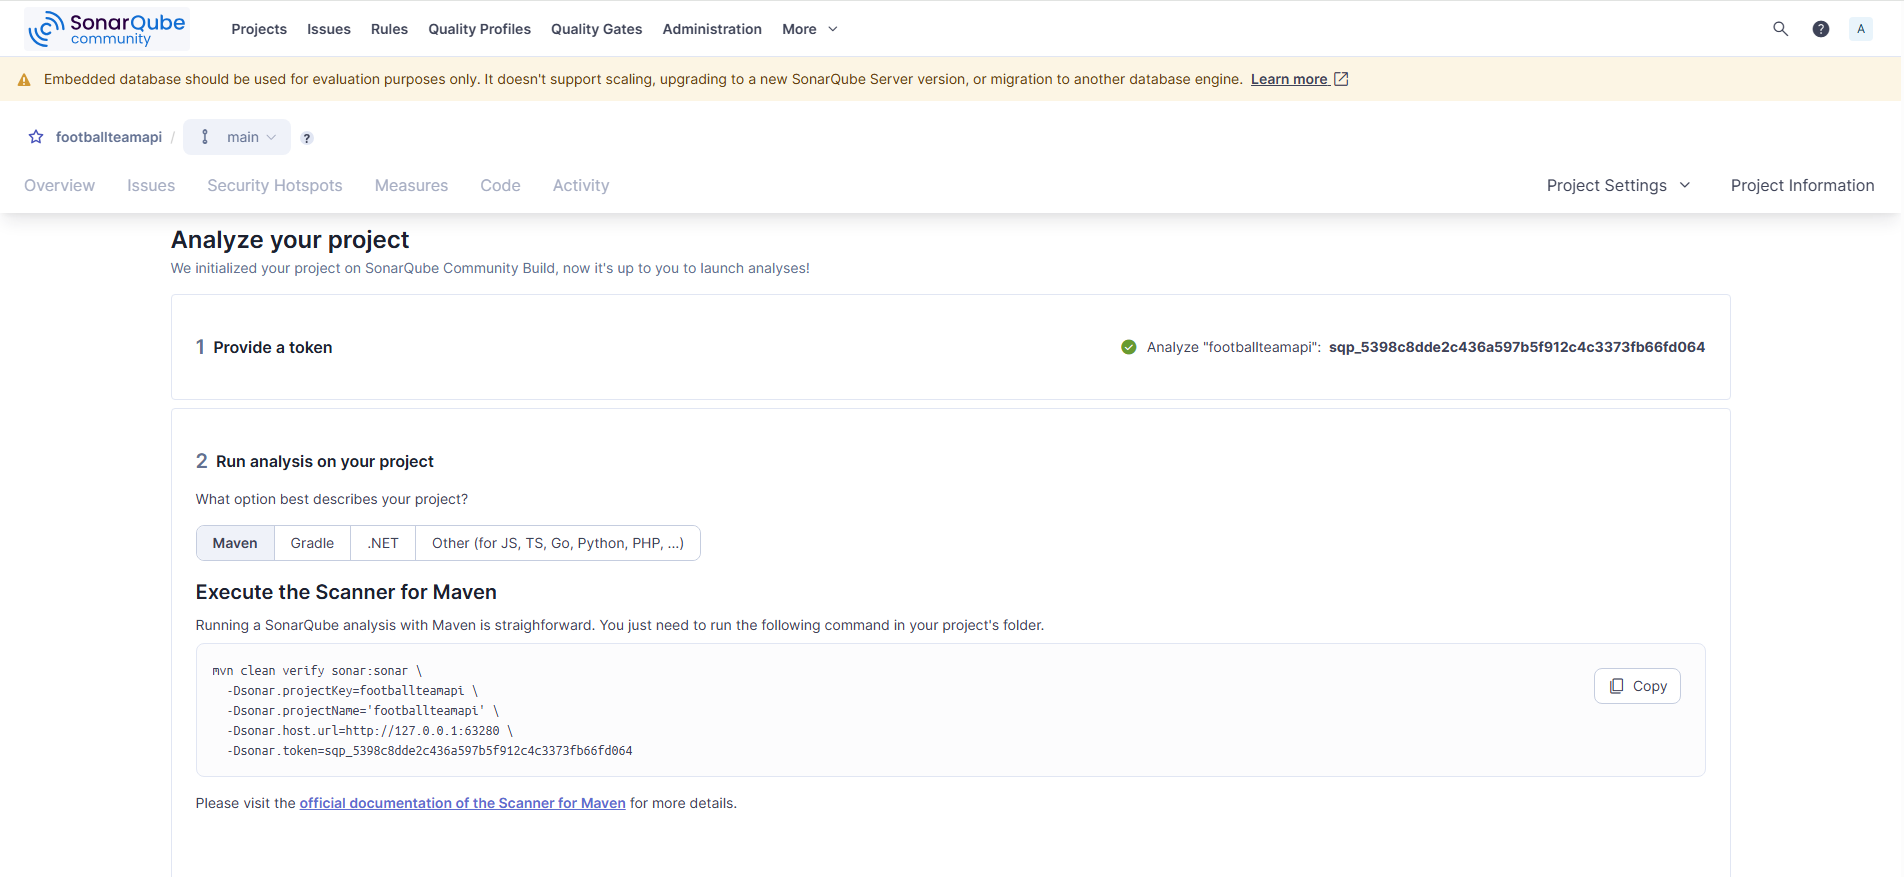 SonarQube community
Projects Issues Rules Quality Profiles Quality Gates Administration More
? A
Embedded database should be used for evaluation purposes only. It doesn't support scaling, upgrading to a new SonarQube Server version, or migration to another database engine. Learn more
footballteamapi / main ?
Overview Issues Security Hotspots Measures Code Activity Project Settings Project Information
Analyze your project
We initialized your project on SonarQube Community Build, now it's up to you to launch analyses!
1 Provide a token
Analyze "footballteamapi": sqp_5398c8dde2c436a597b5f912c4c3373fb66fd064
2 Run analysis on your project
What option best describes your project?
Maven Gradle .NET Other (for JS, TS, Go, Python, PHP, ...)
Execute the Scanner for Maven
Running a SonarQube analysis with Maven is straighforward. You just need to run the following command in your project's folder.
mvn clean verify sonar:sonar \
-Dsonar.projectKey=footballteamapi \
-Dsonar.projectName='footballteamapi' \
-Dsonar.host.url=http://127.0.0.1:63280 \
-Dsonar.token=sqp_5398c8dde2c436a597b5f912c4c3373fb66fd064
Copy
Please visit the official documentation of the Scanner for Maven for more details.